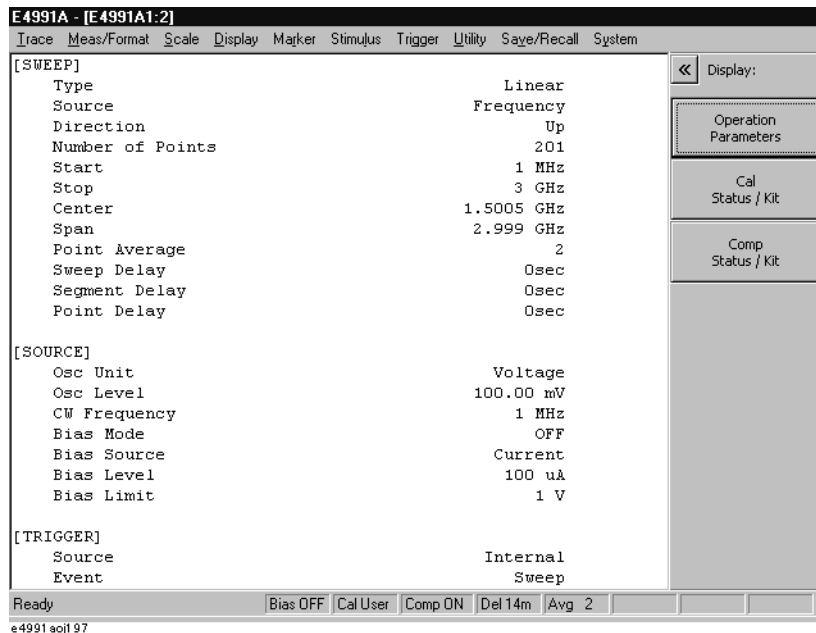 E4991A - [E4991A1:2]
Trace Meas/Format Scale Display Marker Stimulus Trigger Utility Save/Recall System
« Display:
Operation
Parameters
Cal
Status / Kit
Comp
Status / Kit
[SWEEP]
Type Linear
Source Frequency
Direction Up
Number of Points 201
Start 1 MHz
Stop 3 GHz
Center 1.5005 GHz
Span 2.999 GHz
Point Average 2
Sweep Delay 0sec
Segment Delay 0sec
Point Delay 0sec
[SOURCE]
Osc Unit Voltage
Osc Level 100.00 mV
CW Frequency 1 MHz
Bias Mode OFF
Bias Source Current
Bias Level 100 uA
Bias Limit 1 V
[TRIGGER]
Source Internal
Event Sweep
Ready Bias OFF Cal User Comp ON Del 14m Avg 2
e4991aoi197